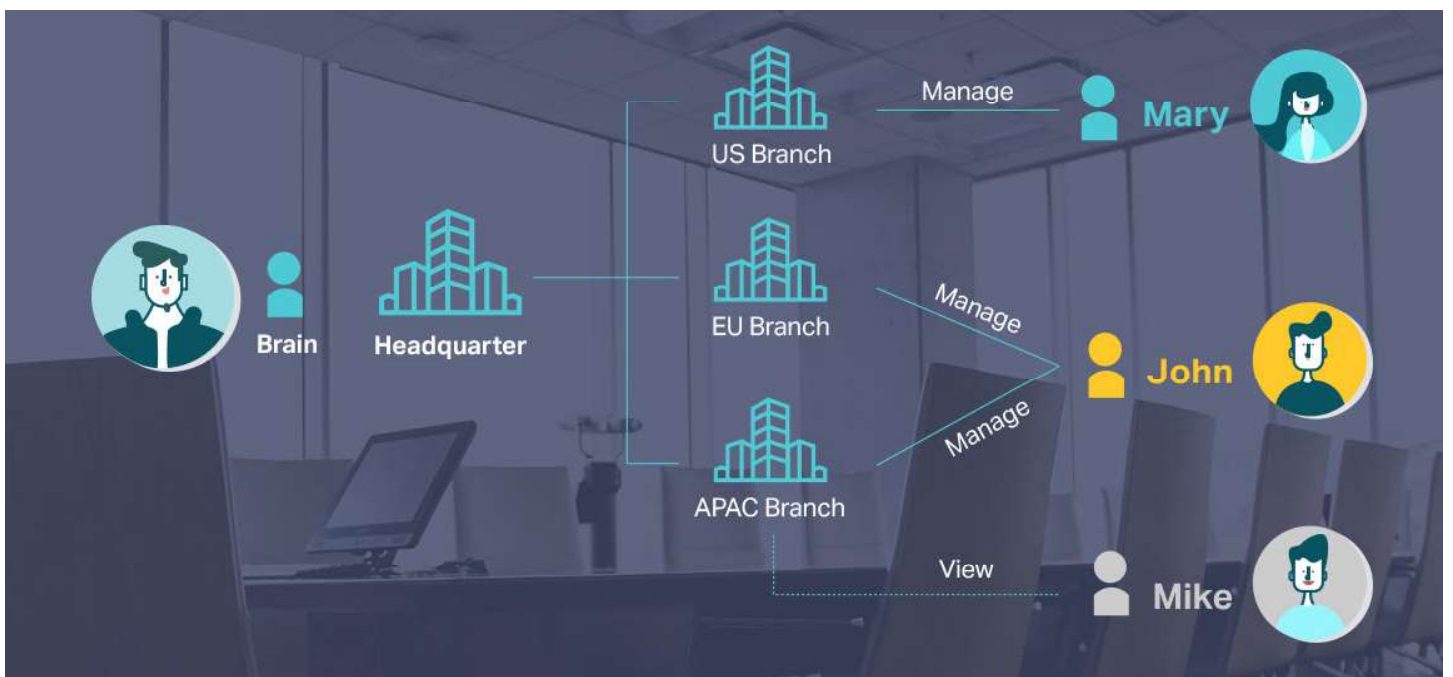 Manage
Mary
US Branch
Brain
Headquarter
EU Branch
Manage
John
Manage
APAC Branch
View
Mike